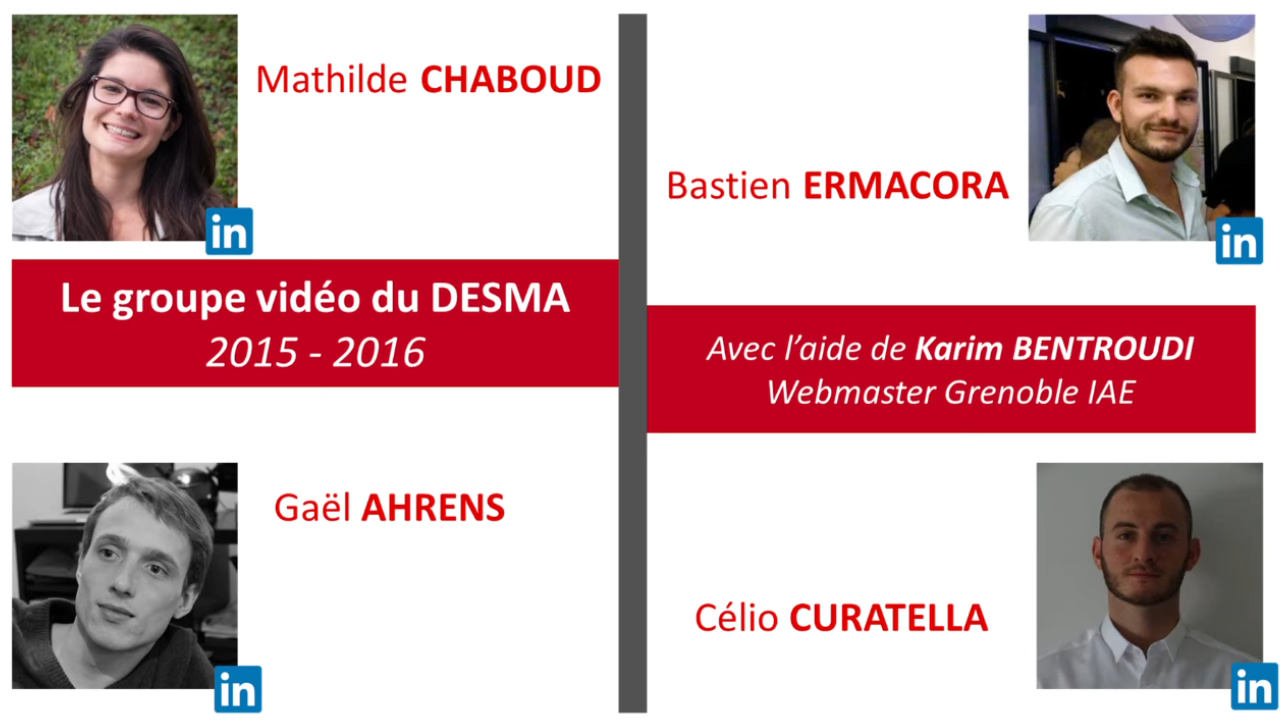 Mathilde CHABOUD
in
Le groupe vidéo du DESMA
2015 - 2016
Gaël AHRENS
in
Bastien ERMACORA
in
Avec l’aide de Karim BENTROUDI
Webmaster Grenoble IAE
Célio CURATELLA
in